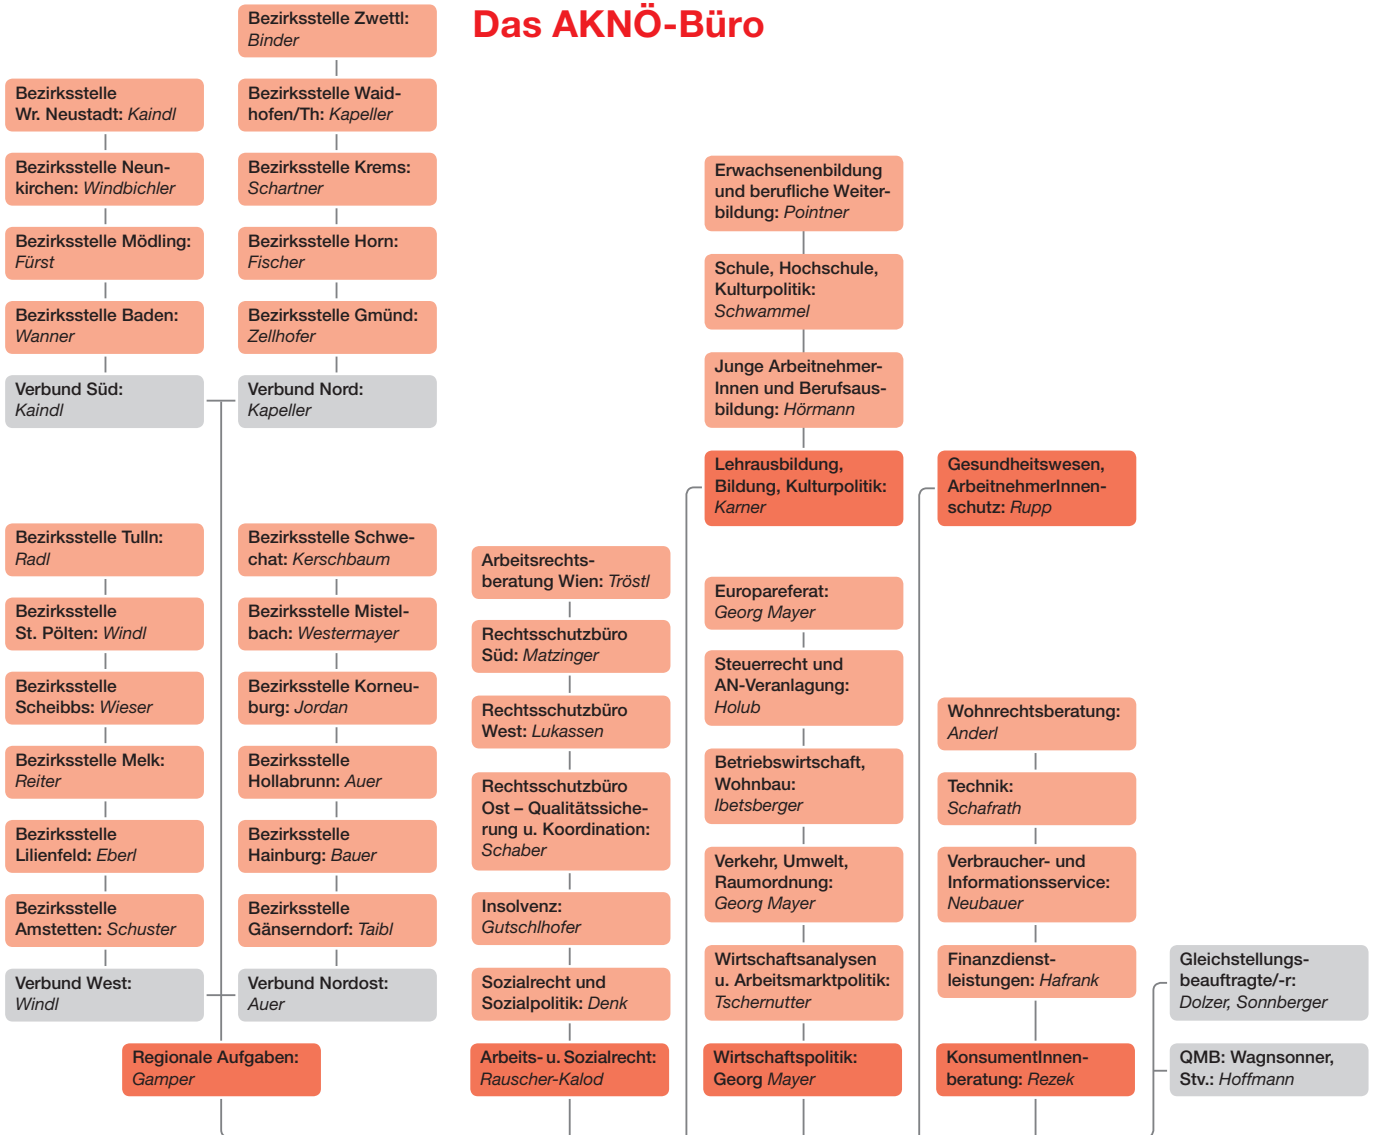 Das AKNÖ-Büro
Bezirksstelle Zwettl:
Binder
Bezirksstelle
Wr. Neustadt: Kaindl
Bezirksstelle Waid-
hofen/Th: Kapeller
Bezirksstelle Neun-
kirchen: Windbichler
Bezirksstelle Krems:
Schartner
Bezirksstelle Mödling:
Fürst
Bezirksstelle Horn:
Fischer
Bezirksstelle Baden:
Wanner
Bezirksstelle Gmünd:
Zellhofer
Verbund Süd:
Kaindl
Verbund Nord:
Kapeller
Bezirksstelle Tulln:
Radl
Bezirksstelle Schwe-
chat: Kerschbaum
Bezirksstelle
St. Pölten: Windl
Bezirksstelle Mistel-
bach: Westermayer
Bezirksstelle
Scheibbs: Wieser
Bezirksstelle Korneu-
burg: Jordan
Bezirksstelle Melk:
Reiter
Bezirksstelle
Hollabrunn: Auer
Bezirksstelle
Lilienfeld: Eberl
Bezirksstelle
Hainburg: Bauer
Bezirksstelle
Amstetten: Schuster
Bezirksstelle
Gänserndorf: Taibl
Verbund West:
Windl
Verbund Nordost:
Auer
Regionale Aufgaben:
Gamper
Arbeitsrechts-
beratung Wien: Tröstl
Rechtsschutzbüro
Süd: Matzinger
Rechtsschutzbüro
West: Lukassen
Rechtsschutzbüro
Ost – Qualitätssiche-
rung u. Koordination:
Schaber
Insolvenz:
Gutschlhofer
Sozialrecht und
Sozialpolitik: Denk
Arbeits- u. Sozialrecht:
Rauscher-Kalod
Erwachsenenbildung
und berufliche Weiter-
bildung: Pointner
Schule, Hochschule,
Kulturpolitik:
Schwammel
Junge Arbeitnehmer-
Innen und Berufsaus-
bildung: Hörmann
Lehrausbildung,
Bildung, Kulturpolitik:
Karner
Europareferat:
Georg Mayer
Steuerrecht und
AN-Veranlagung:
Holub
Betriebswirtschaft,
Wohnbau:
Ibetsberger
Verkehr, Umwelt,
Raumordnung:
Georg Mayer
Wirtschaftsanalysen
u. Arbeitsmarktpolitik:
Tschernutter
Wirtschaftspolitik:
Georg Mayer
Gesundheitswesen,
ArbeitnehmerInnen-
schutz: Rupp
Wohnrechtsberatung:
Anderl
Technik:
Schafrath
Verbraucher- und
Informationsservice:
Neubauer
Finanzdienst-
leistungen: Hafrank
KonsumentInnen-
beratung: Rezek
Gleichstellungs-
beauftragte/-r:
Dolzer, Sonnberger
QMB: Wagnsonner,
Stv.: Hoffmann